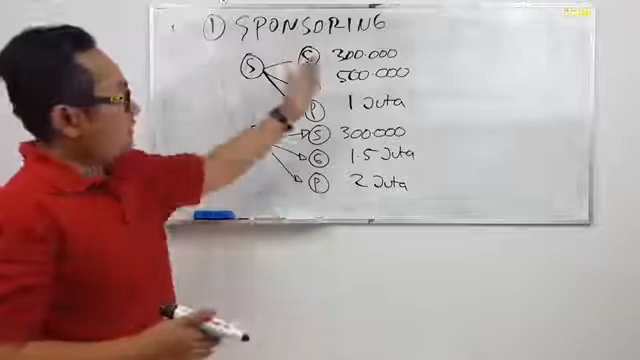 ① SPONSORING
S S 300.000
500.000
P 1 Juta
S 300.000
G 1.5 Juta
P 2 Juta